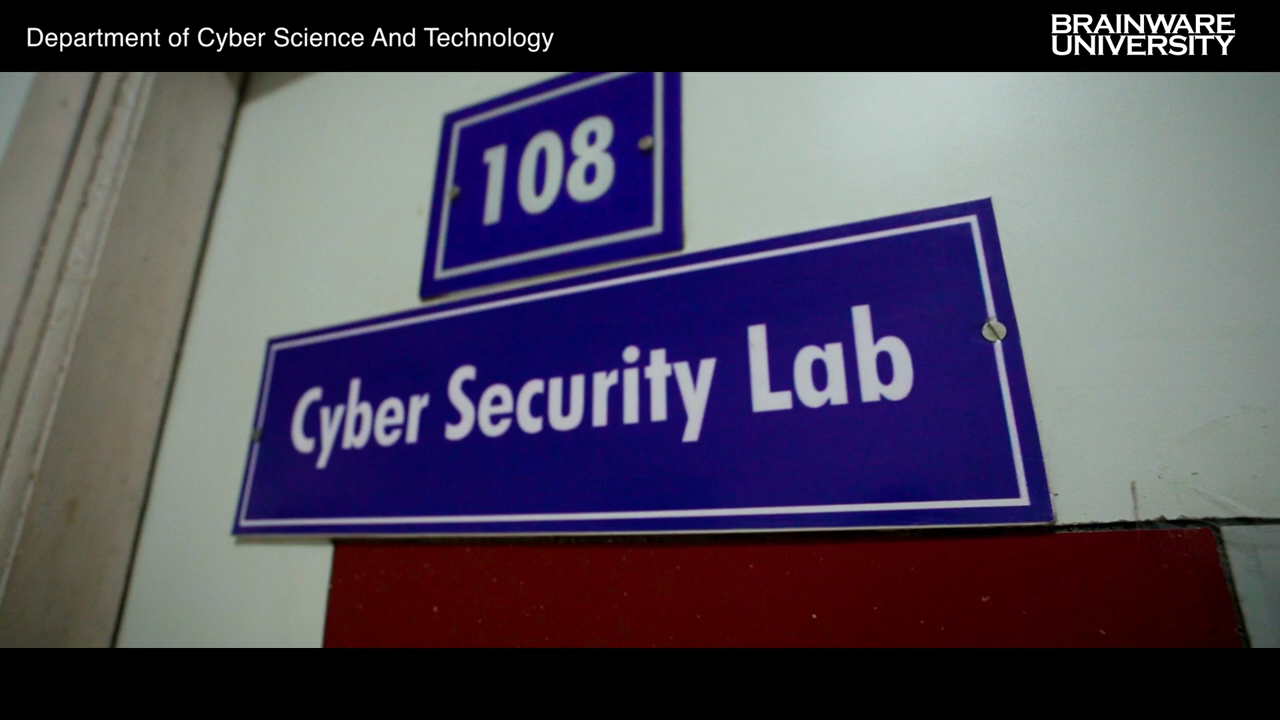 Department of Cyber Science And Technology
BRAINWARE
UNIVERSITY
108
Cyber Security Lab